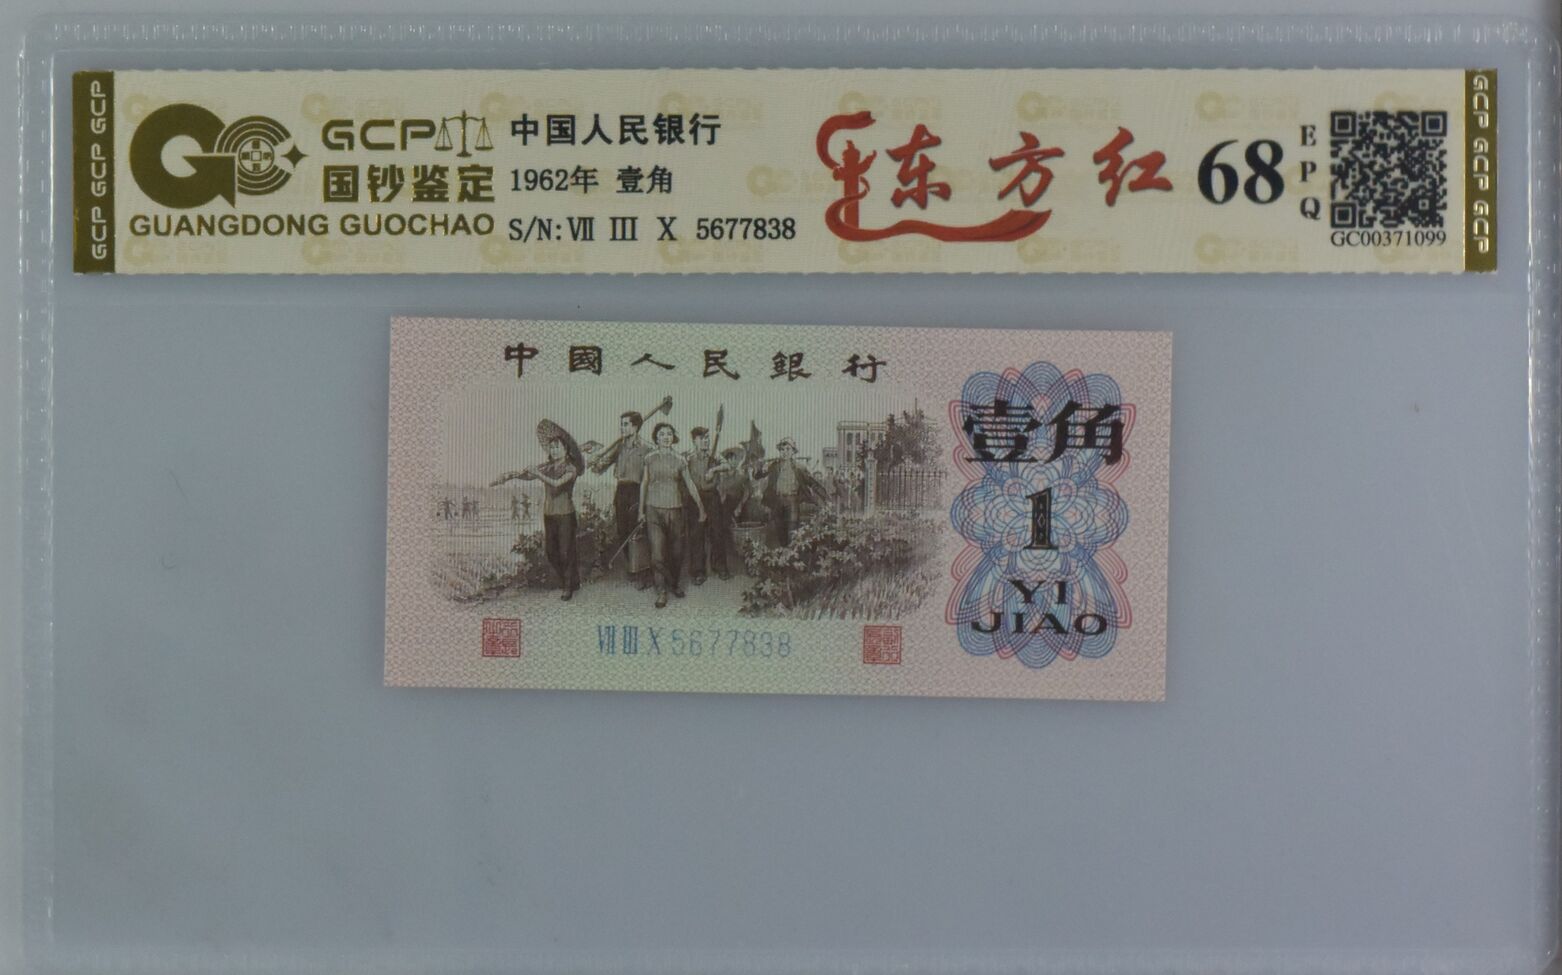 GCP GCP GCP
GCP
国钞鉴定
GUANGDONG GUOCHAO
中国人民银行
1962年 壹角
S/N: Ⅶ Ⅲ Ⅹ 5677838
东方红
68
EPQ
GC00371099
GCP GCP GCP
中國人民銀行
壹角
1
YI
JIAO
Ⅶ Ⅲ Ⅹ 5677838